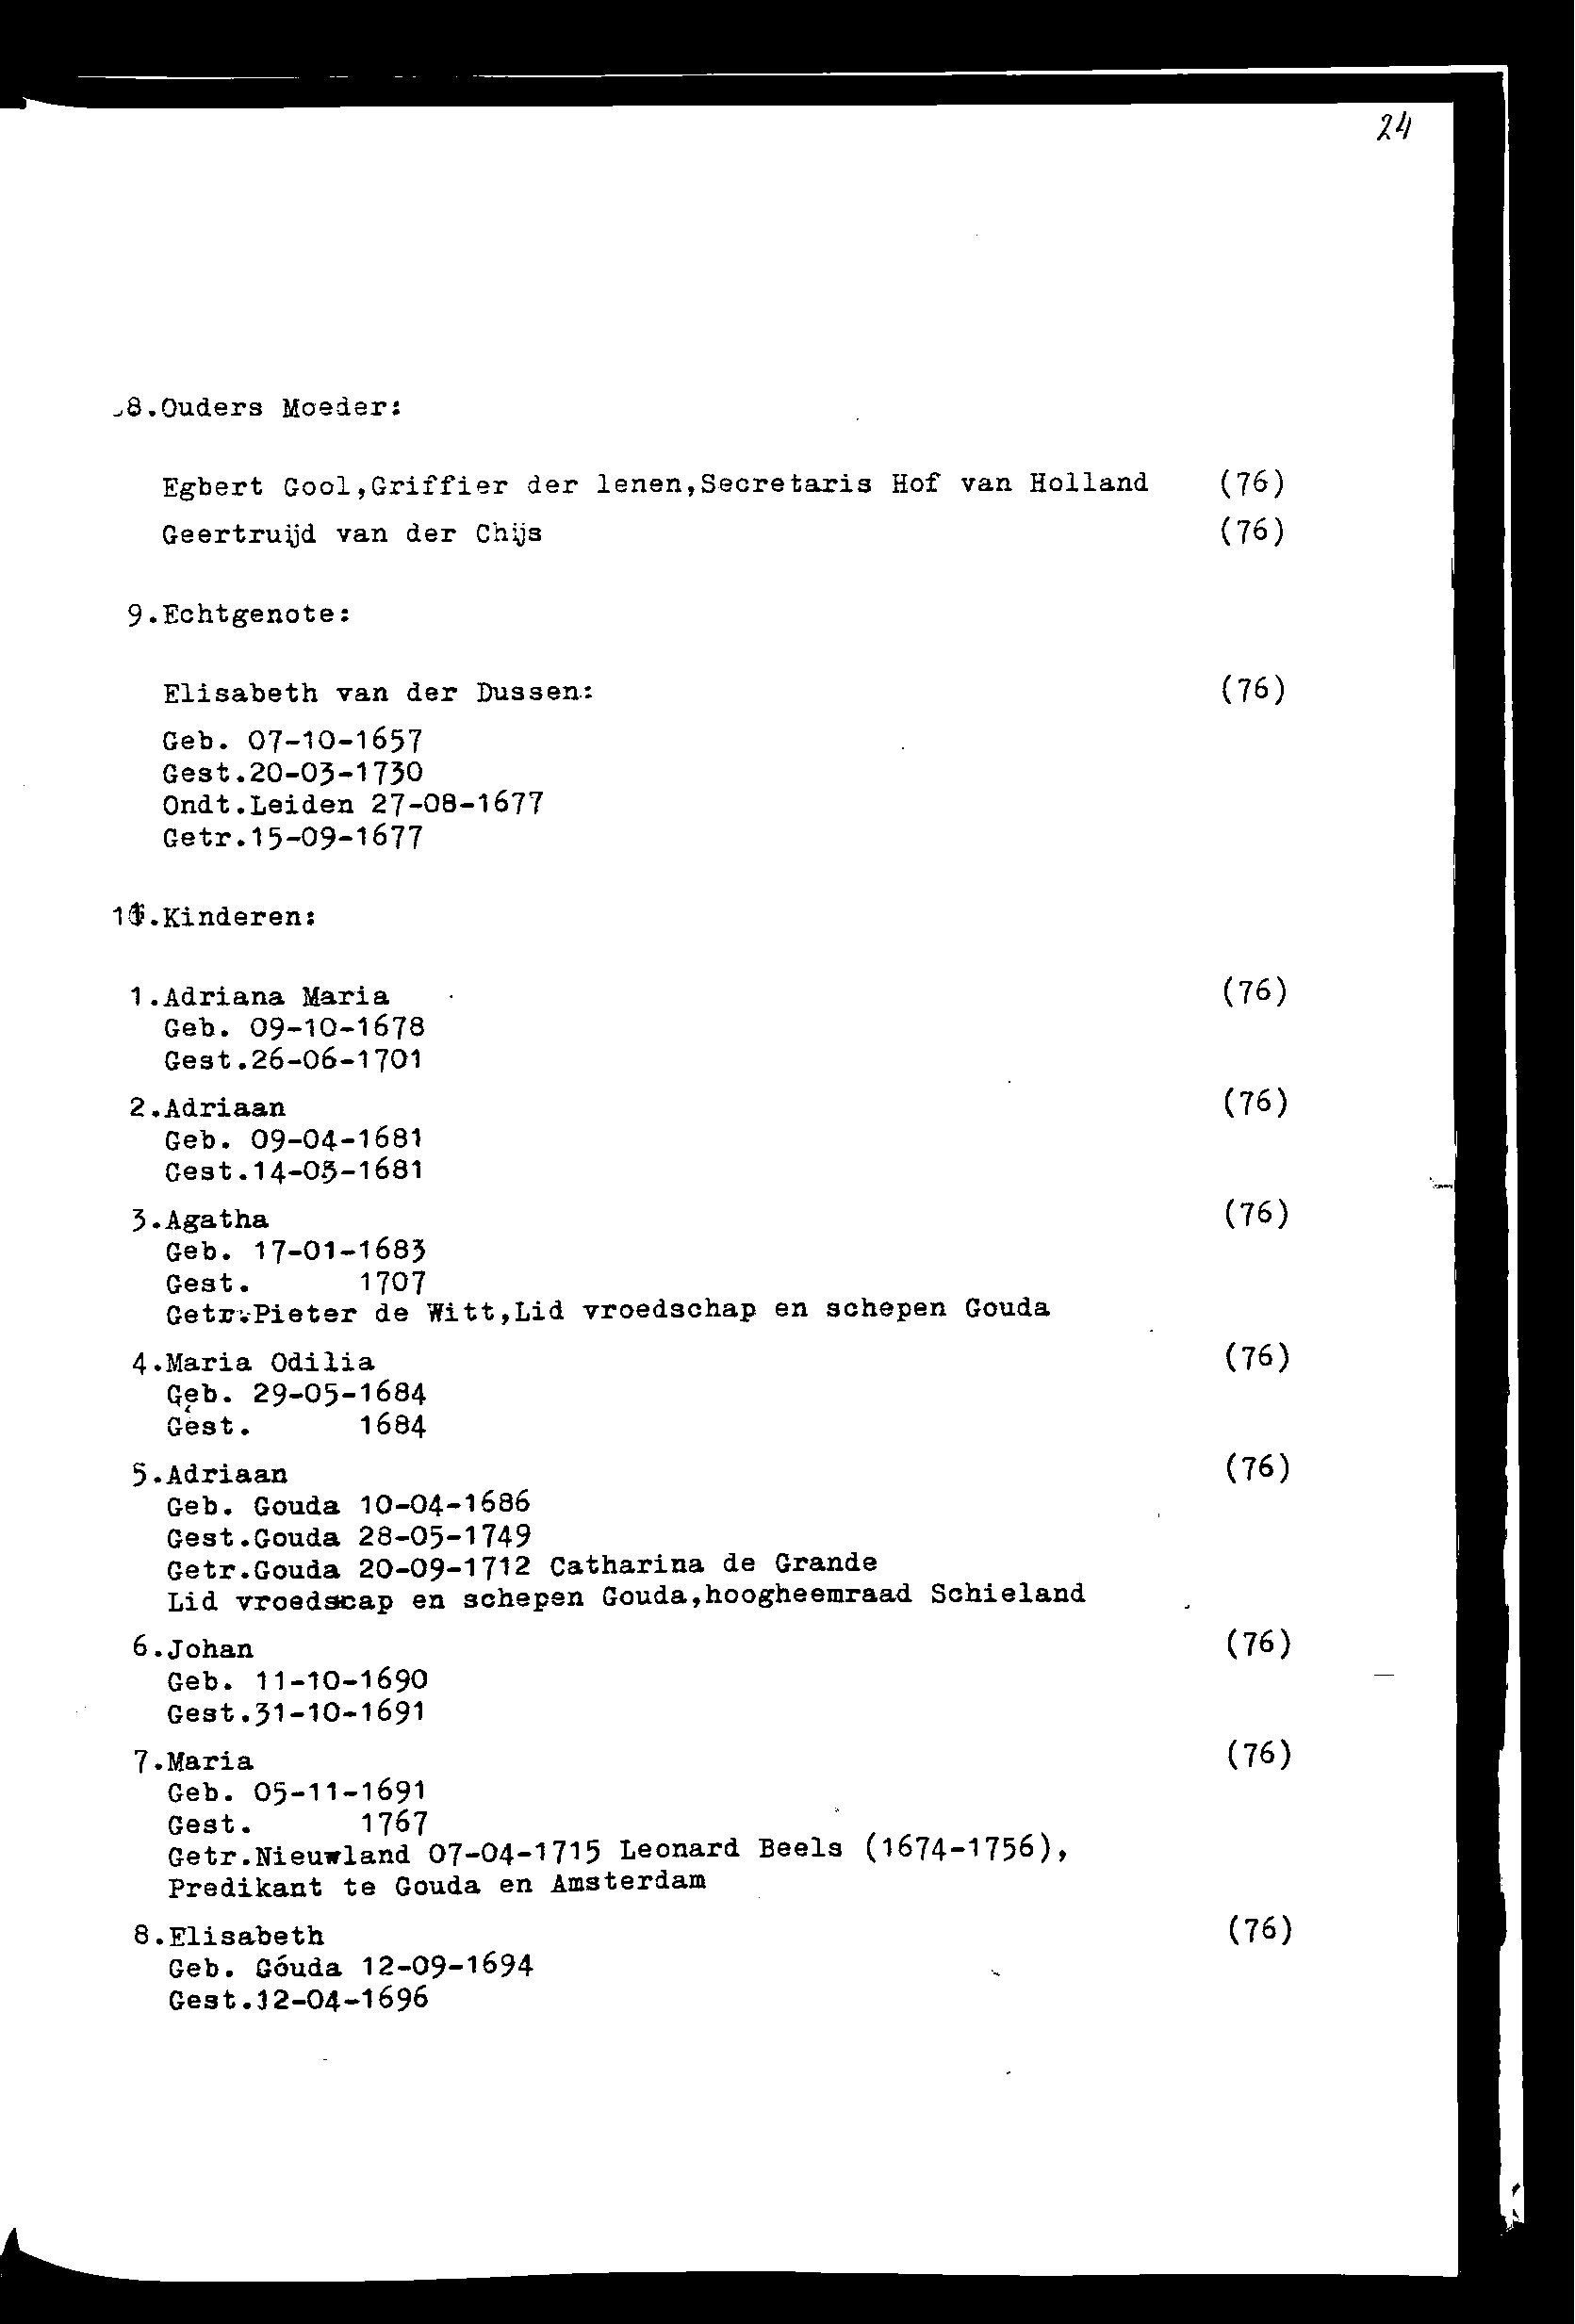 24
8.Ouders Moeder:
Egbert Gool,Griffier der lenen,Secretaris Hof van Holland (76)
Geertruijd van der Chijs (76)
9.Echtgenote:
Elisabeth van der Dussen: (76)
Geb. 07-10-1657
Gest.20-03-1730
Ondt.Leiden 27-08-1677
Getr.15-09-1677
Kinderen:
1.Adriana Maria (76)
Geb. 09-10-1678
Gest.26-06-1701
2.Adriaan (76)
Geb. 09-04-1681
Gest.14-05-1681
3.Agatha (76)
Geb. 17-01-1683
Gest. 1707
Getr.Pieter de Witt,Lid vroedschap en schepen Gouda
4.Maria Odilia (76)
Geb. 29-05-1684
Gest. 1684
5.Adriaan (76)
Geb. Gouda 10-04-1686
Gest.Gouda 28-05-1749
Getr.Gouda 20-09-1712 Catharina de Grande
Lid vroedscap en schepen Gouda,hoogheemraad Schieland
6.Johan (76)
Geb. 11-10-1690
Gest.31-10-1691
7.Maria (76)
Geb. 05-11-1691
Gest. 1767
Getr.Nieuwland 07-04-1715 Leonard Beels (1674-1756),
Predikant te Gouda en Amsterdam
8.Elisabeth (76)
Geb. Góuda 12-09-1694
Gest.12-04-1696